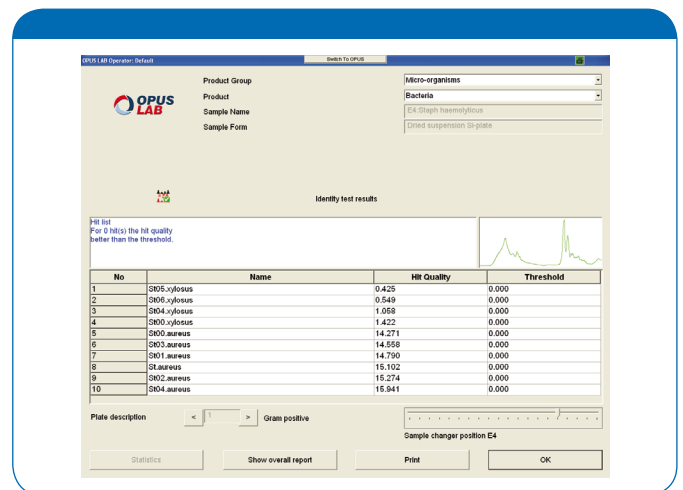 OPUS LAB Operator: Default
Switch To OPUS
OPUS
LAB
Product Group
Micro-organisms
Product
Bacteria
Sample Name
E4:Staph haemolyticus
Sample Form
Dried suspension SI-plate
Identity test results
Hit list
For 0 hit(s) the hit quality
better than the threshold.
No Name Hit Quality Threshold
1 St05.xylosus 0.425 0.000
2 St06.xylosus 0.549 0.000
3 St04.xylosus 1.058 0.000
4 St00.xylosus 1.422 0.000
5 St00.aureus 14.271 0.000
6 St03.aureus 14.558 0.000
7 St01.aureus 14.790 0.000
8 St.aureus 15.102 0.000
9 St02.aureus 15.274 0.000
10 St04.aureus 15.941 0.000
Plate description < 1 > Gram positive
Sample changer position E4
Statistics Show overall report Print OK